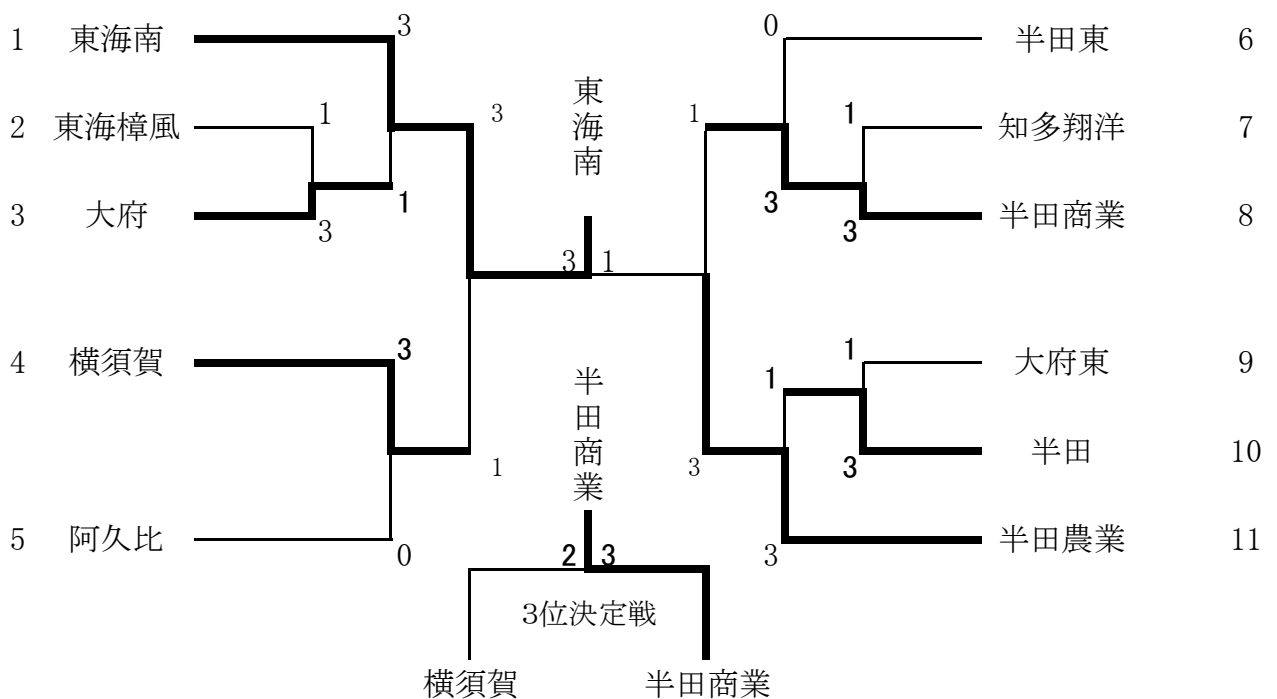 1 東海南 3
2 東海樟風 1
3 大府 3
1
4 横須賀 3
5 阿久比 0
3
1
東海南
3 1
半田商業
2 3
3位決定戦
横須賀 半田商業
0 半田東 6
1 知多翔洋 7
3 半田商業 8
3
1
1 大府東 9
3 半田 10
1
3 半田農業 11
3